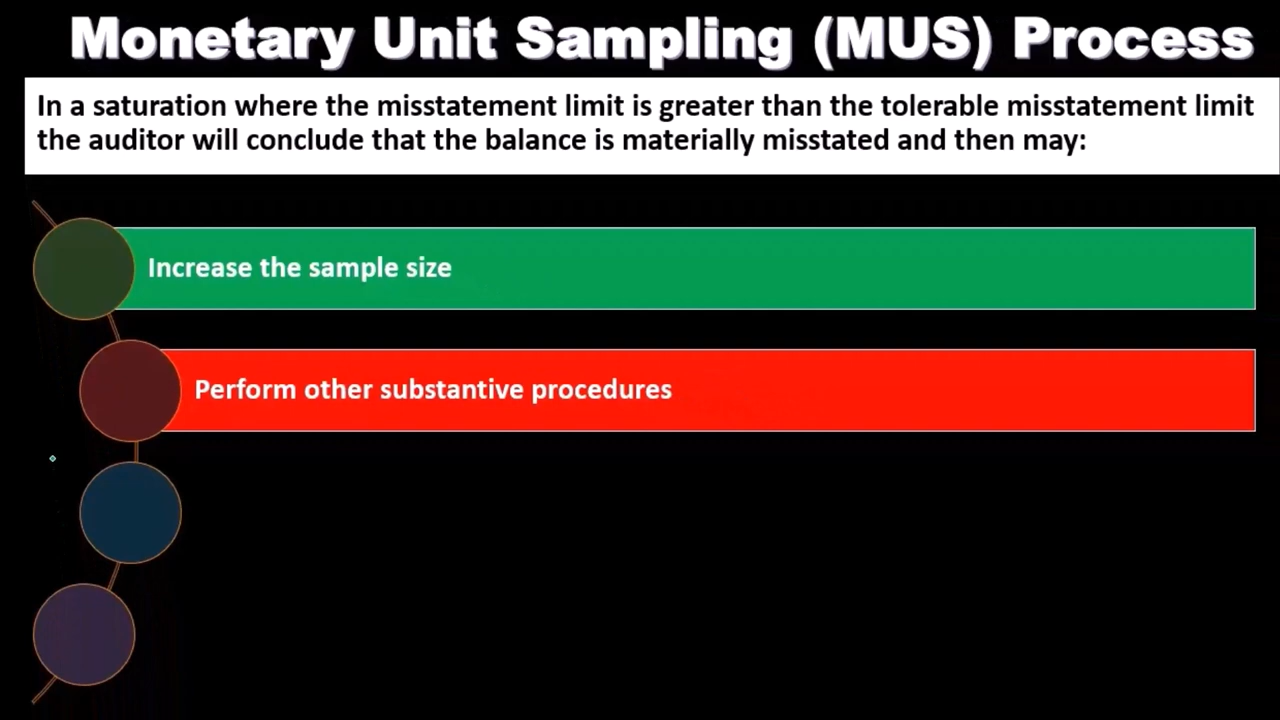 Monetary Unit Sampling (MUS) Process
In a saturation where the misstatement limit is greater than the tolerable misstatement limit
the auditor will conclude that the balance is materially misstated and then may:
Increase the sample size
Perform other substantive procedures